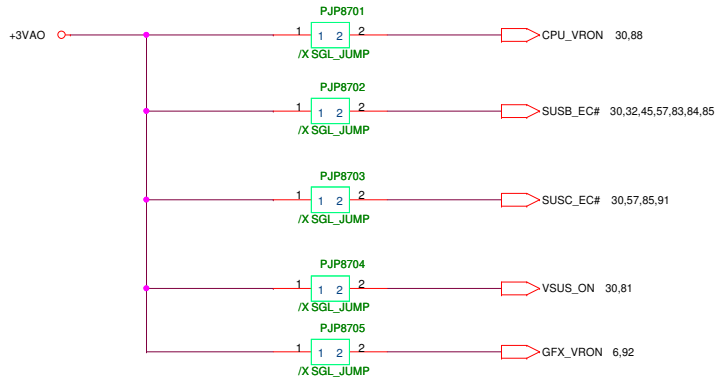 PJP8701
+3VAO 1 1 2 2 CPU_VRON 30,88
/X SGL_JUMP
PJP8702
1 1 2 2 SUSB_EC# 30,32,45,57,83,84,85
/X SGL_JUMP
PJP8703
1 1 2 2 SUSC_EC# 30,57,85,91
/X SGL_JUMP
PJP8704
1 1 2 2 VSUS_ON 30,81
/X SGL_JUMP
PJP8705
1 1 2 2 GFX_VRON 6,92
/X SGL_JUMP